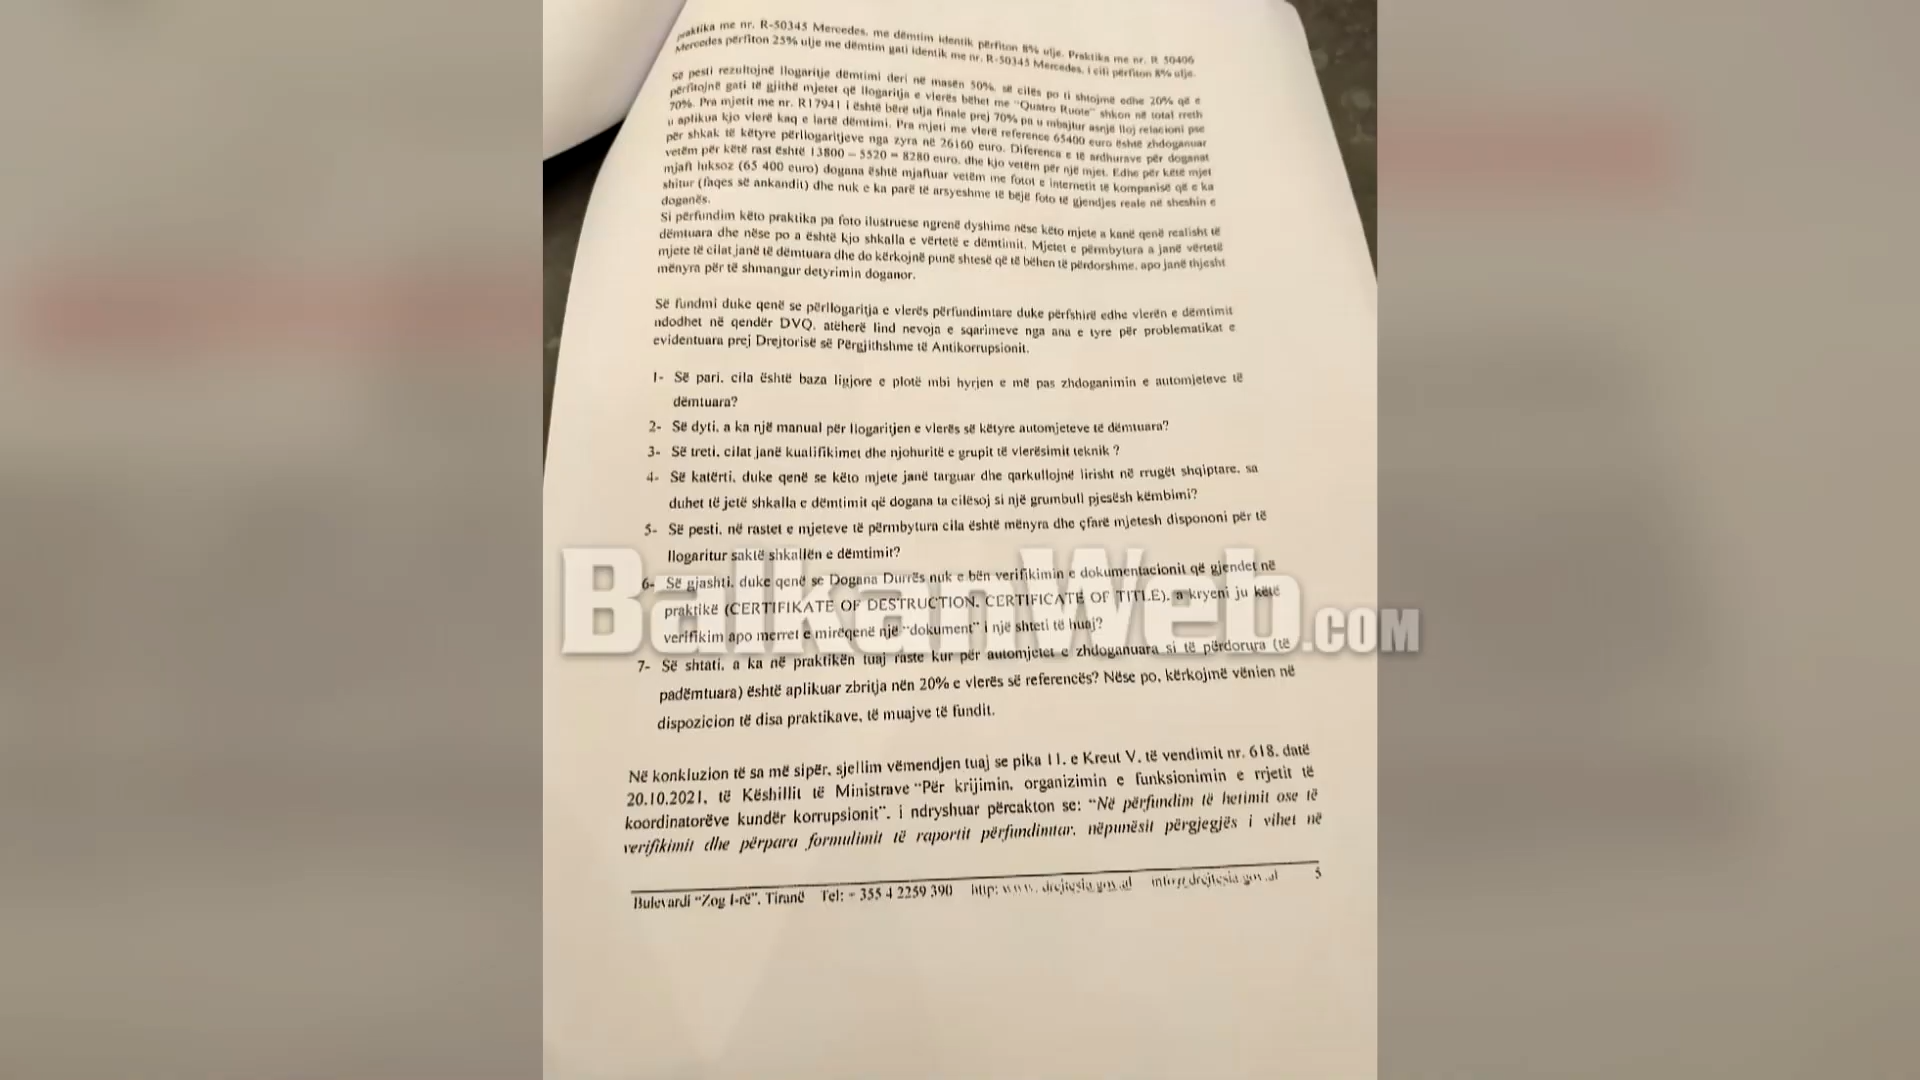 praktika me nr. R-50345 Mercedes, me dëmtim identik përfiton 8% ulje. Praktika me nr. R 50406
Mercedes përfiton 25% ulje me dëmtim gati identik me nr. R-50345 Mercedes, i cili përfiton 8% ulje.
Së pesti rezultojnë llogaritje dëmtimi deri në masën 50%, së cilës po ti shtojmë edhe 20% që e
përfitojnë gati të gjithë mjetet që llogaritja e vlerës bëhet me "Quatro Ruote" shkon në total rreth
70%. Pra mjetit me nr. R17941 i është bërë ulja finale prej 70% pa u mbajtur asnjë lloj relacioni pse
u aplikua kjo vlerë kaq e lartë dëmtimi. Pra mjeti me vlerë reference 65400 euro është zhdoganuar
për shkak të këtyre përllogaritjeve nga zyra në 26160 euro. Diferenca e të ardhurave për doganat
vetëm për këtë rast është 13800 – 5520 = 8280 euro, dhe kjo vetëm për një mjet. Edhe për këtë mjet
mjaft luksoz (65 400 euro) dogana është mjaftuar vetëm me fotot e internetit të kompanisë që e ka
shitur (faqes së ankandit) dhe nuk e ka parë të arsyeshme të bëjë foto të gjendjes reale në sheshin e
doganës.
Si përfundim këto praktika pa foto ilustruese ngrenë dyshime nëse këto mjete a kanë qenë realisht të
dëmtuara dhe nëse po a është kjo shkalla e vërtetë e dëmtimit. Mjetet e përmbytura a janë vërtetë
mjete të cilat janë të dëmtuara dhe do kërkojnë punë shtesë që të bëhen të përdorshme, apo janë thjesht
mënyra për të shmangur detyrimin doganor.
Së fundmi duke qenë se përllogaritja e vlerës përfundimtare duke përfshirë edhe vlerën e dëmtimit
ndodhet në qendër DVQ, atëherë lind nevoja e sqarimeve nga ana e tyre për problematikat e
evidentuara prej Drejtorisë së Përgjithshme të Antikorrupsionit.
1- Së pari, cila është baza ligjore e plotë mbi hyrjen e më pas zhdoganimin e automjeteve të
dëmtuara?
2- Së dyti, a ka një manual për llogaritjen e vlerës së këtyre automjeteve të dëmtuara?
3- Së treti, cilat janë kualifikimet dhe njohuritë e grupit të vlerësimit teknik ?
4- Së katërti, duke qenë se këto mjete janë targuar dhe qarkullojnë lirisht në rrugët shqiptare, sa
duhet të jetë shkalla e dëmtimit që dogana ta cilësoj si një grumbull pjesësh këmbimi?
5- Së pesti, në rastet e mjeteve të përmbytura cila është mënyra dhe çfarë mjetesh dispononi për të
llogaritur saktë shkallën e dëmtimit?
6- Së gjashti, duke qenë se Dogana Durrës nuk e bën verifikimin e dokumentacionit që gjendet në
praktikë (CERTIFIKATE OF DESTRUCTION, CERTIFICATE OF TITLE), a kryeni ju këtë
verifikim apo merret e mirëqenë një "dokument" i një shteti të huaj?
7- Së shtati, a ka në praktikën tuaj raste kur për automjetet e zhdoganuara si të përdorura (të
padëmtuara) është aplikuar zbritja nën 20% e vlerës së referencës? Nëse po, kërkojmë vënien në
dispozicion të disa praktikave, të muajve të fundit.
BalkanWeb.COM
Në konkluzion të sa më sipër, sjellim vëmendjen tuaj se pika 11, e Kreut V, të vendimit nr. 618, datë
20.10.2021, të Këshillit të Ministrave "Për krijimin, organizimin e funksionimin e rrjetit të
koordinatorëve kundër korrupsionit", i ndryshuar përcakton se: "Në përfundim të hetimit ose të
verifikimit dhe përpara formulimit të raportit përfundimtar, nëpunësit përgjegjës i vihet në
Bulevardi "Zog I-rë", Tiranë Tel: + 355 4 2259 390 http: www. drejtesia.gov.al info@drejtesia.gov.al 5